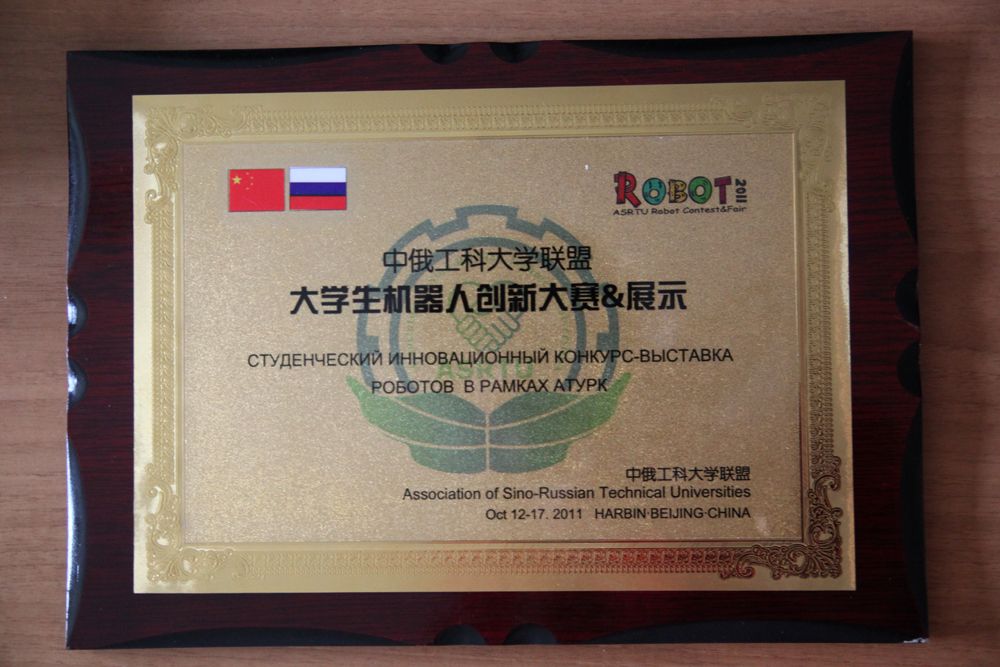 ROBOT 2011
ASRTU Robot Contest&Fair
中俄工科大学联盟
大学生机器人创新大赛&展示
СТУДЕНЧЕСКИЙ ИННОВАЦИОННЫЙ КОНКУРС-ВЫСТАВКА
ASRTU
РОБОТОВ В РАМКАХ АТУРК
中俄工科大学联盟
Association of Sino-Russian Technical Universities
Oct 12-17. 2011 HARBIN·BEIJING·CHINA